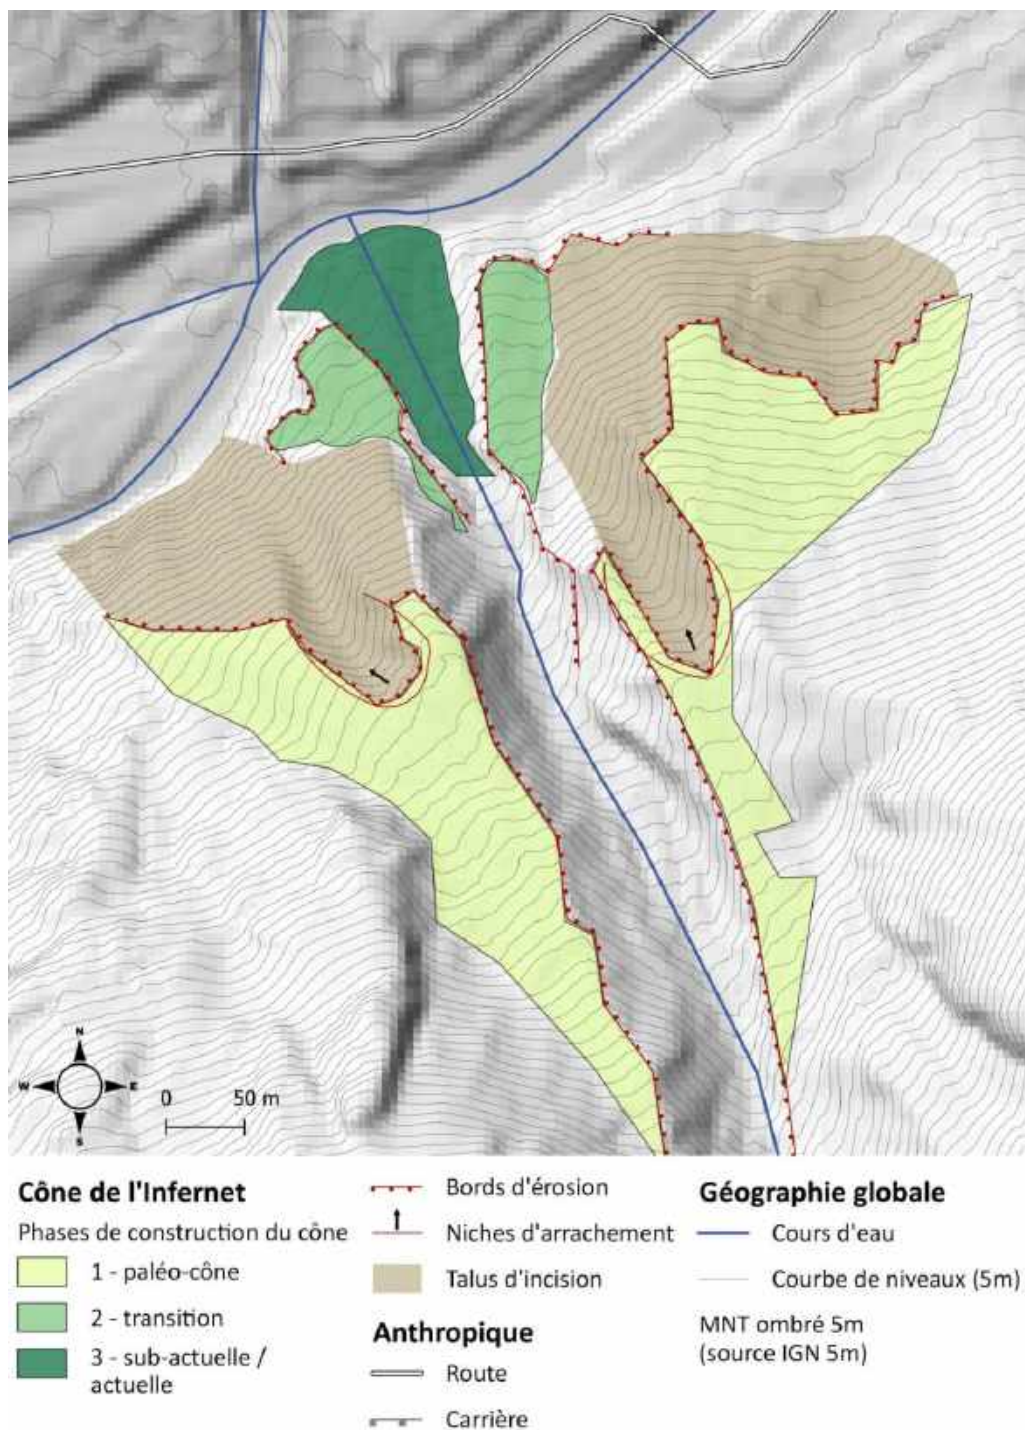 N
W
E
S
0
50 m
Cône de l'Infernet
Phases de construction du cône
1 - paléo-cône
2 - transition
3 - sub-actuelle /
actuelle
Bords d'érosion
Niches d'arrachement
Talus d'incision
Anthropique
Route
Carrière
Géographie globale
Cours d'eau
Courbe de niveaux (5m)
MNT ombré 5m
(source IGN 5m)